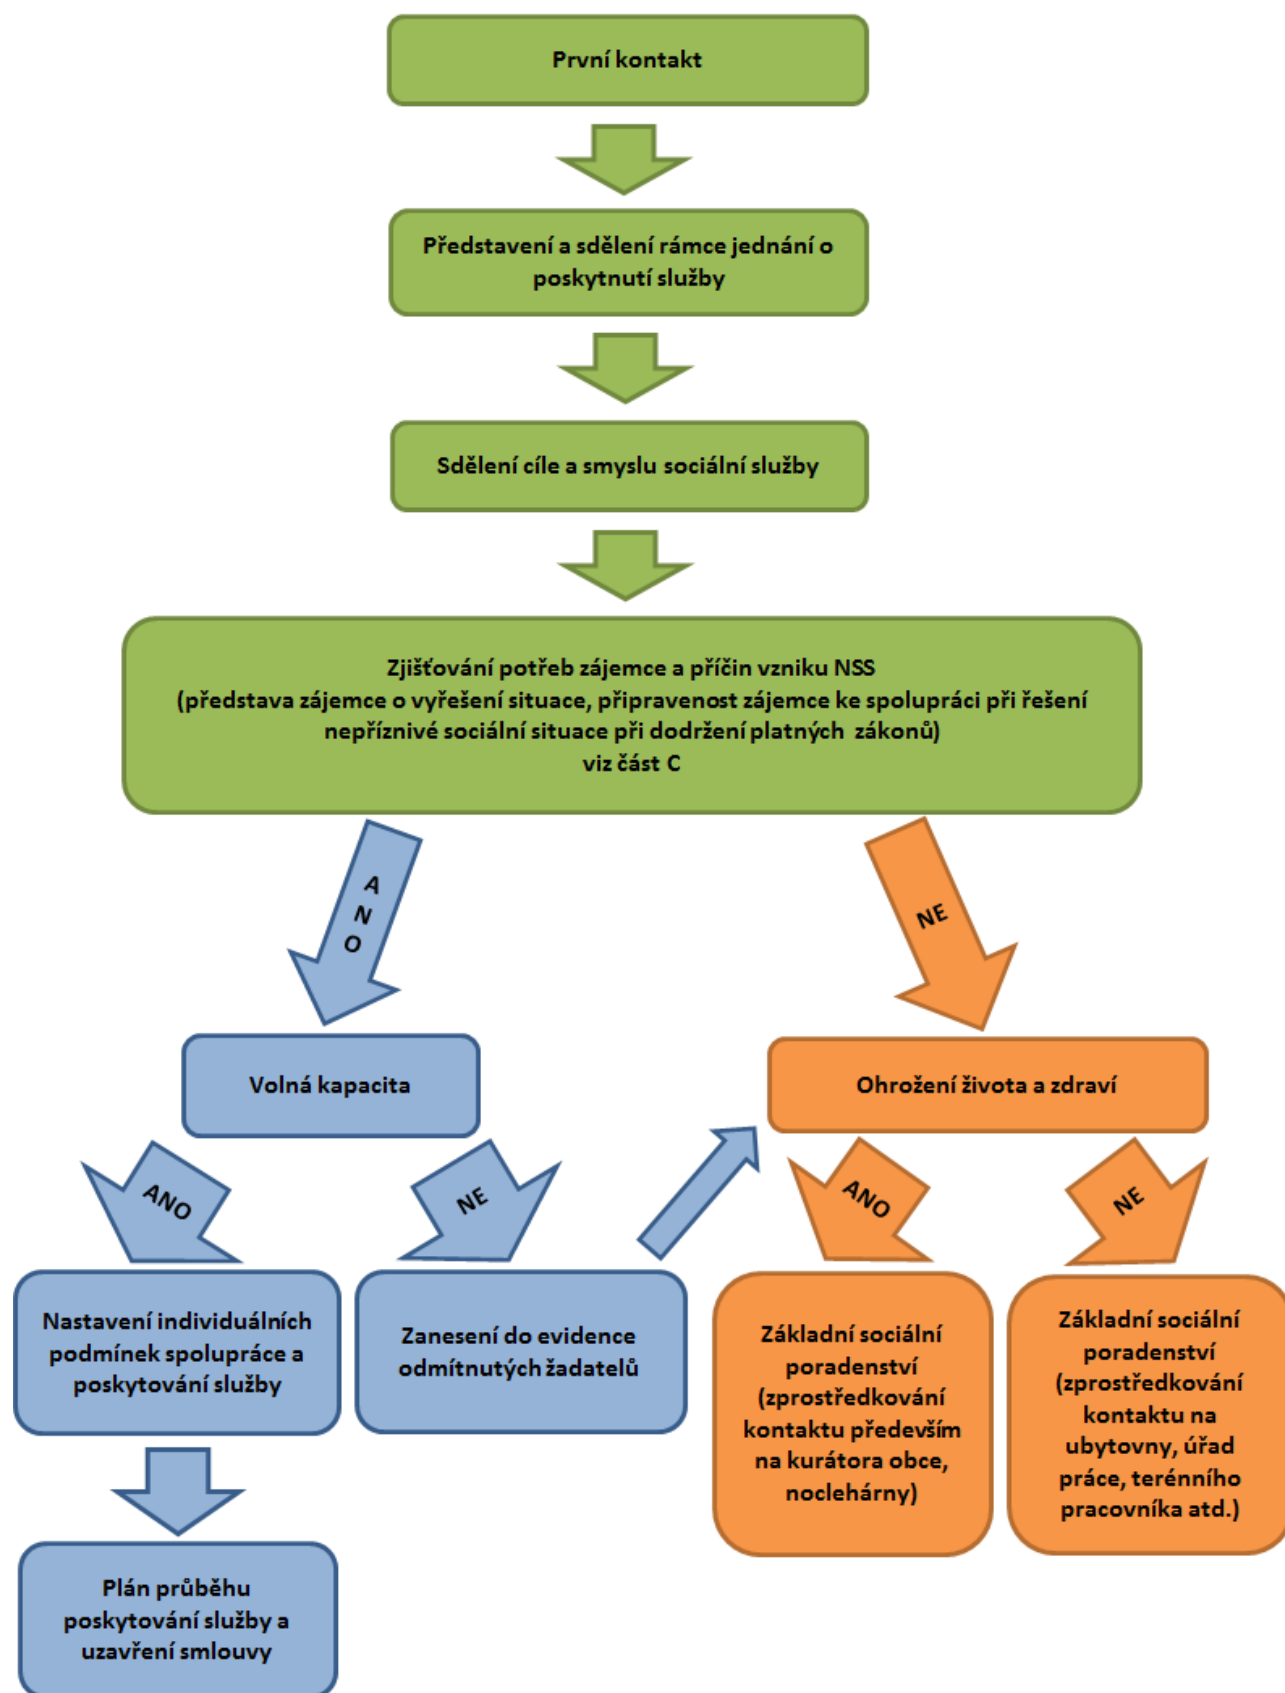 První kontakt
Představení a sdělení rámce jednání o
poskytnutí služby
Sdělení cíle a smyslu sociální služby
Zjišťování potřeb zájemce a příčin vzniku NSS
(představa zájemce o vyřešení situace, připravenost zájemce ke spolupráci při řešení
nepříznivé sociální situace při dodržení platných zákonů)
viz část C
ANO
NE
Volná kapacita
Ohrožení života a zdraví
ANO
NE
ANO
NE
Nastavení individuálních
podmínek spolupráce a
poskytování služby
Zanesení do evidence
odmítnutých žadatelů
Základní sociální
poradenství
(zprostředkování
kontaktu především
na kurátora obce,
noclehárny)
Základní sociální
poradenství
(zprostředkování
kontaktu na
ubytovny, úřad
práce, terénního
pracovníka atd.)
Plán průběhu
poskytování služby a
uzavření smlouvy